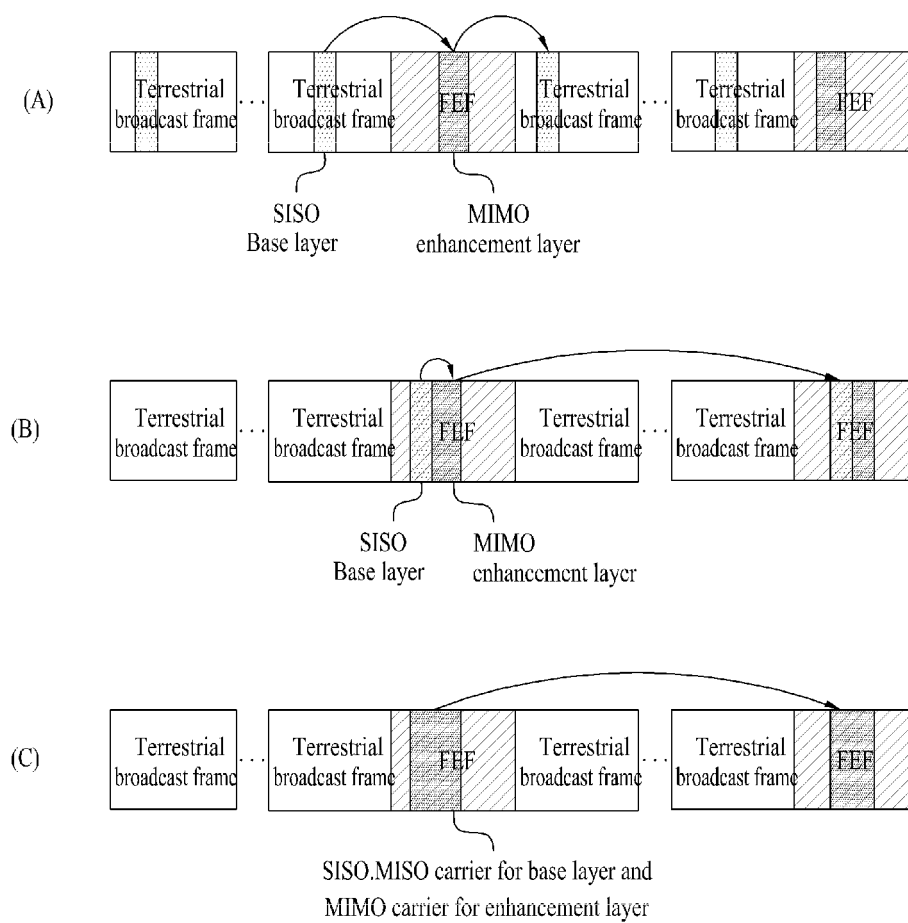 (A)
Terrestrial
broadcast frame
. . .
Terrestrial
broadcast frame
FEF
Terrestrial
broadcast frame
. . .
Terrestrial
broadcast frame
FEF
SISO
Base layer
MIMO
enhancement layer
(B)
Terrestrial
broadcast frame
. . .
Terrestrial
broadcast frame
FEF
Terrestrial
broadcast frame
. . .
Terrestrial
broadcast frame
FEF
SISO
Base layer
MIMO
enhancement layer
(C)
Terrestrial
broadcast frame
. . .
Terrestrial
broadcast frame
FEF
Terrestrial
broadcast frame
. . .
Terrestrial
broadcast frame
FEF
SISO.MISO carrier for base layer and
MIMO carrier for enhancement layer